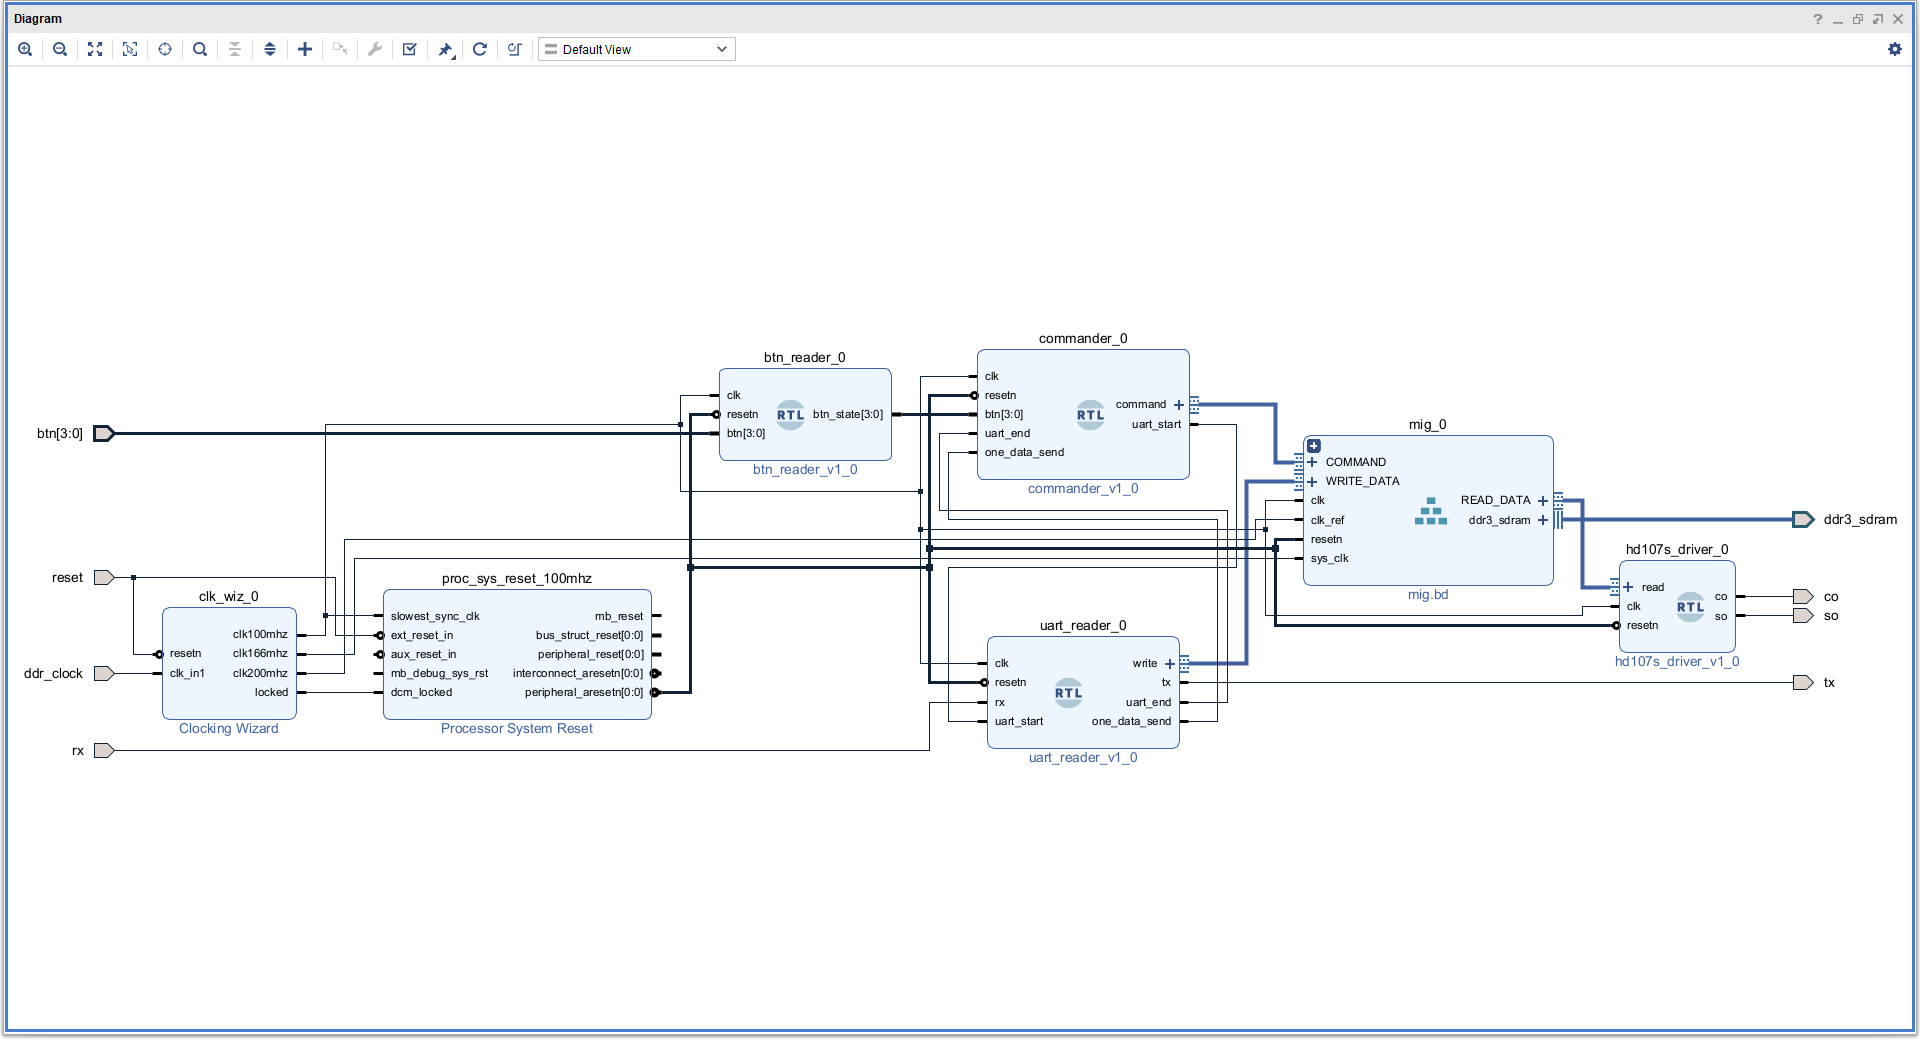 Diagram
Default View
btn[3:0]
reset
ddr_clock
rx
clk_wiz_0
resetn
clk_in1
clk100mhz
clk166mhz
clk200mhz
locked
Clocking Wizard
proc_sys_reset_100mhz
slowest_sync_clk
ext_reset_in
aux_reset_in
mb_debug_sys_rst
dcm_locked
mb_reset
bus_struct_reset[0:0]
peripheral_reset[0:0]
interconnect_aresetn[0:0]
peripheral_aresetn[0:0]
Processor System Reset
btn_reader_0
clk
resetn
btn[3:0]
RTL
btn_state[3:0]
btn_reader_v1_0
commander_0
clk
resetn
btn[3:0]
uart_end
one_data_send
RTL
command
uart_start
commander_v1_0
uart_reader_0
clk
resetn
rx
uart_start
RTL
write
tx
uart_end
one_data_send
uart_reader_v1_0
mig_0
COMMAND
WRITE_DATA
clk
clk_ref
resetn
sys_clk
READ_DATA
ddr3_sdram
mig.bd
hd107s_driver_0
read
clk
resetn
RTL
co
so
hd107s_driver_v1_0
ddr3_sdram
co
so
tx